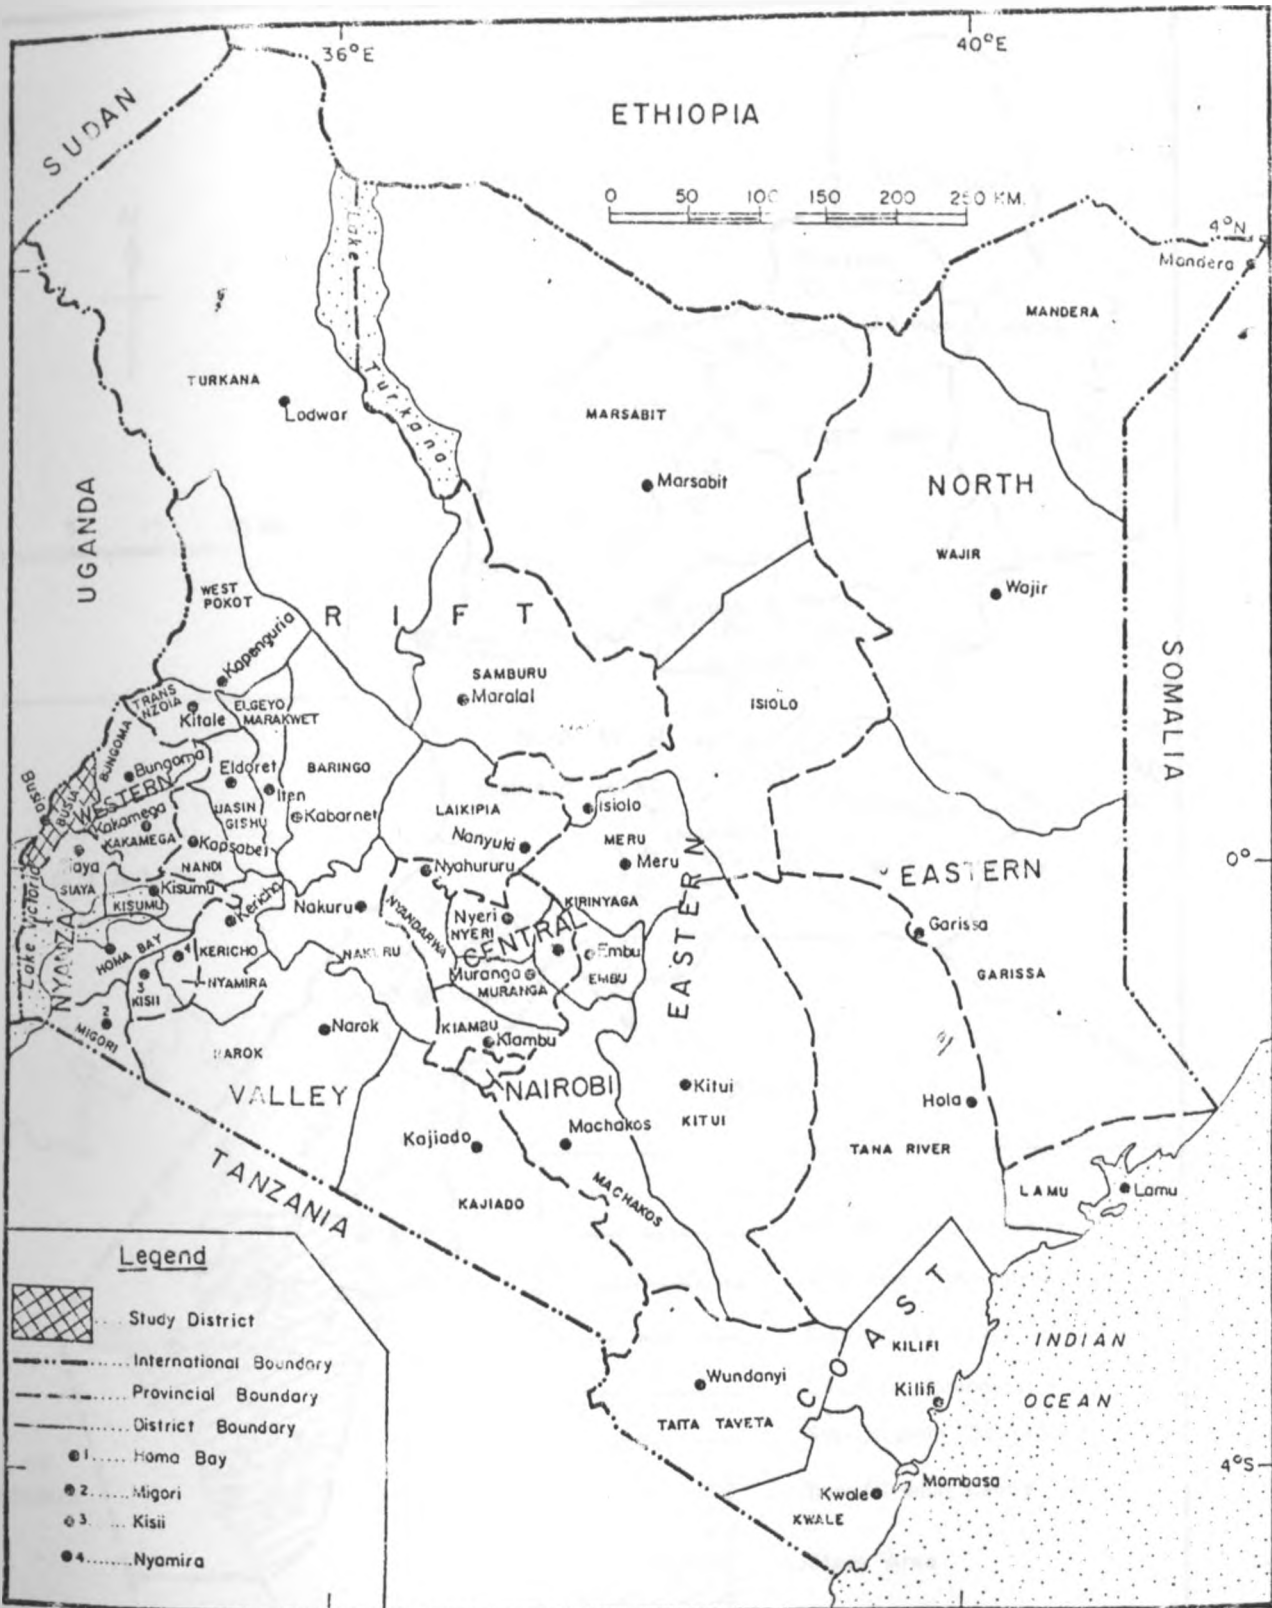 36°E
40°E
SUDAN
ETHIOPIA
0 50 100 150 200 250 KM.
4°N
Mandera
MANDERA
Lake Turkana
TURKANA
Lodwar
MARSABIT
Marsabit
NORTH
UGANDA
WAJIR
Wajir
WEST
POKOT
RIFT
Kapenguria
SAMBURU
Maralal
SOMALIA
ISIOLO
TRANS
NZOIA
Kitale
ELGEYO
MARAKWET
BUNGOMA
Bungoma
Eldoret
Iten
BARINGO
Busia
BUSIA
WESTERN
UASIN
GISHU
Kabarnet
LAIKIPIA
Isiolo
Kakamega
KAKAMEGA
Kapsabet
NANDI
Nanyuki
MERU
Meru
Nyahururu
EASTERN
0°
EASTERN
SIAYA
KISUMU
Kisumu
Kericho
Nakuru
NYANDARWA
Nyeri
NYERI
KIRINYAGA
CENTRAL
Garissa
Lake Victoria
NYANZA
HOMA BAY
4
KERICHO
NYAMIRA
3
KISII
Muranga
MURANGA
Embu
EMBU
GARISSA
2
MIGORI
Narok
KIAMBU
Kiambu
VALLEY
NAIROBI
Kitui
KITUI
Hola
Kajiado
Machakos
TANA RIVER
TANZANIA
KAJIADO
MACHAKOS
LAMU
Lamu
COAST
KILIFI
Kilifi
INDIAN
OCEAN
Wundanyi
TAITA TAVETA
4°S
Mombasa
Kwale
KWALE
Legend
Study District
International Boundary
Provincial Boundary
District Boundary
1..... Homa Bay
2...... Migori
3 .... Kisii
4....... Nyamira